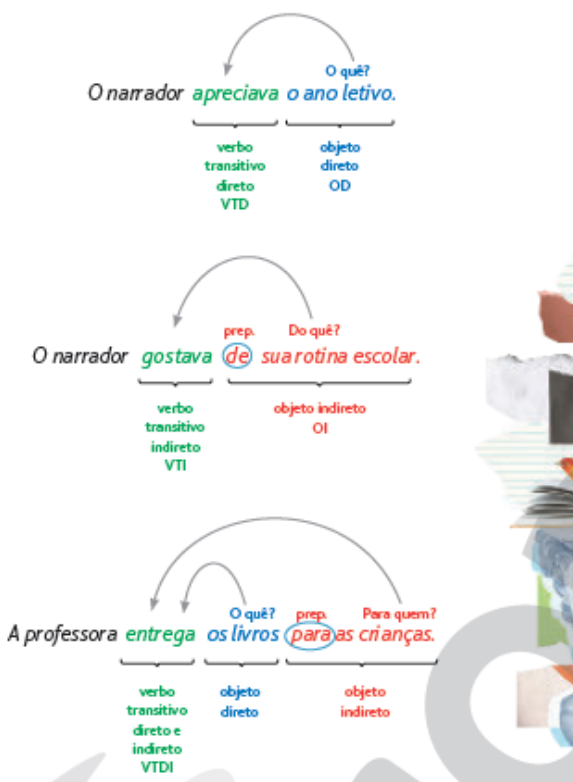 O quê?
O narrador apreciava o ano letivo.
verbo objeto
transitivo direto
direto OD
VTD
prep. Do quê?
O narrador gostava de sua rotina escolar.
verbo objeto indireto
transitivo OI
indireto
VTI
O quê? prep. Para quem?
A professora entrega os livros para as crianças.
verbo objeto objeto
transitivo direto indireto
direto e
indireto
VTDI